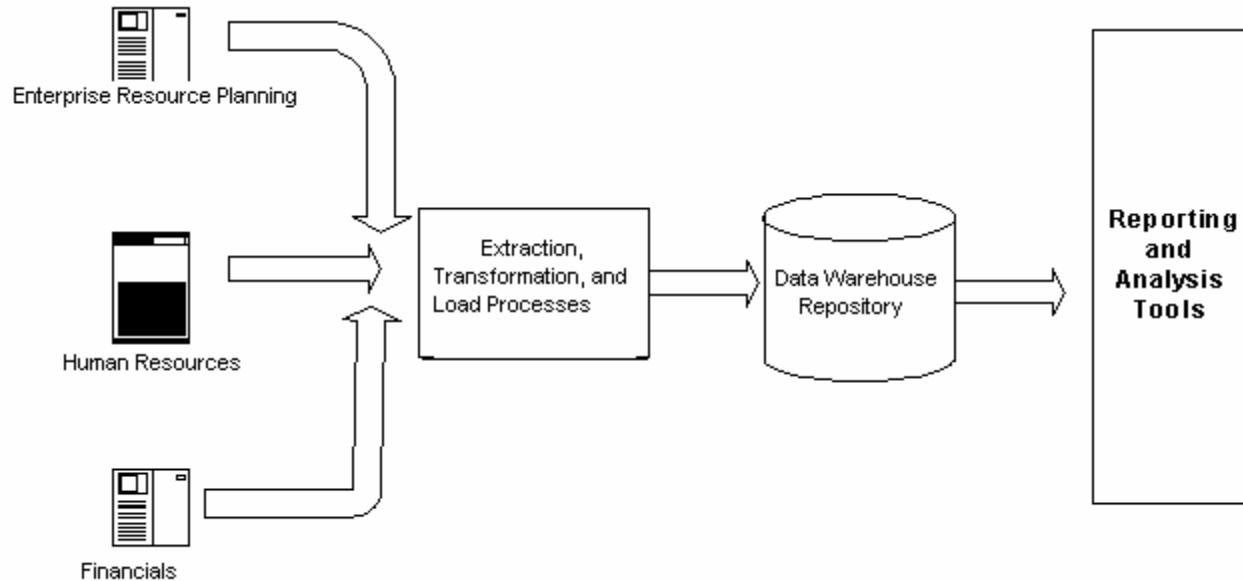 Enterprise Resource Planning
Human Resources
Financials
Extraction,
Transformation, and
Load Processes
Data Warehouse
Repository
Reporting
and
Analysis
Tools